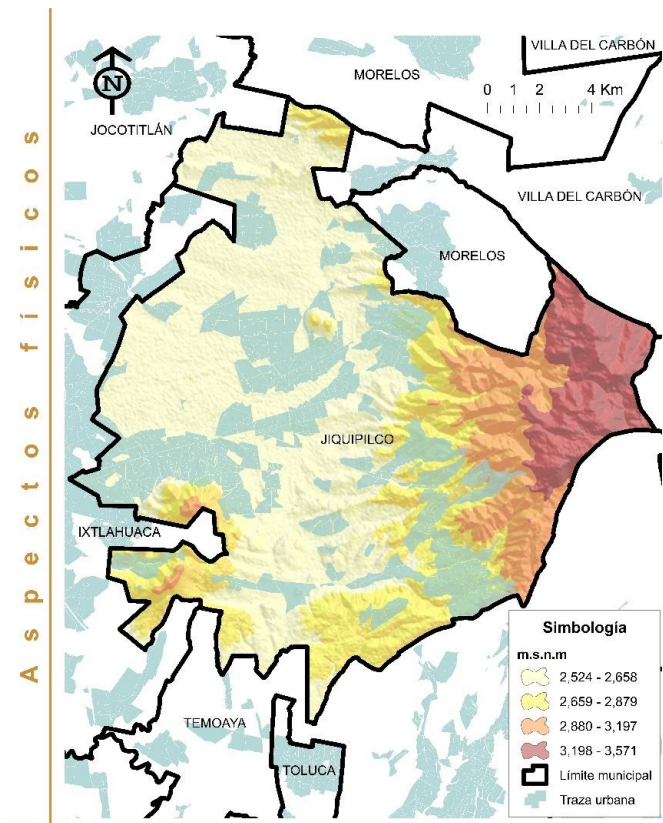 Aspectos físicos
VILLA DEL CARBÓN
MORELOS
N
0 1 2 4 Km
JOCOTITLÁN
VILLA DEL CARBÓN
MORELOS
JIQUIPILCO
IXTLAHUACA
TEMOAYA
TOLUCA
Simbología
m.s.n.m
2,524 - 2,658
2,659 - 2,879
2,880 - 3,197
3,198 - 3,571
Límite municipal
Traza urbana